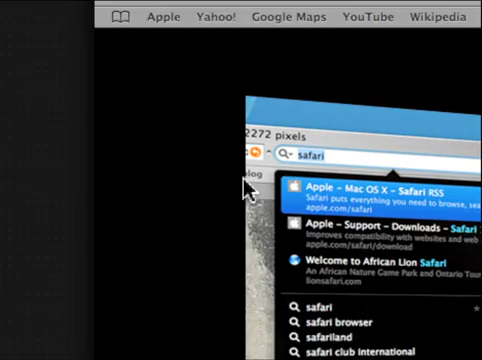 Apple Yahoo! Google Maps YouTube Wikipedia
2272 pixels
safari
elog
Apple – Mac OS X – Safari RSS
Safari puts everything you need to browse, sea
apple.com/safari
Apple – Support – Downloads – Safari
Improves compatibility with websites and web
apple.com/safari/download
Welcome to African Lion Safari
An African Nature Game Park and Ontario Tour
lionsafari.com
safari
safari browser
safariland
safari club international